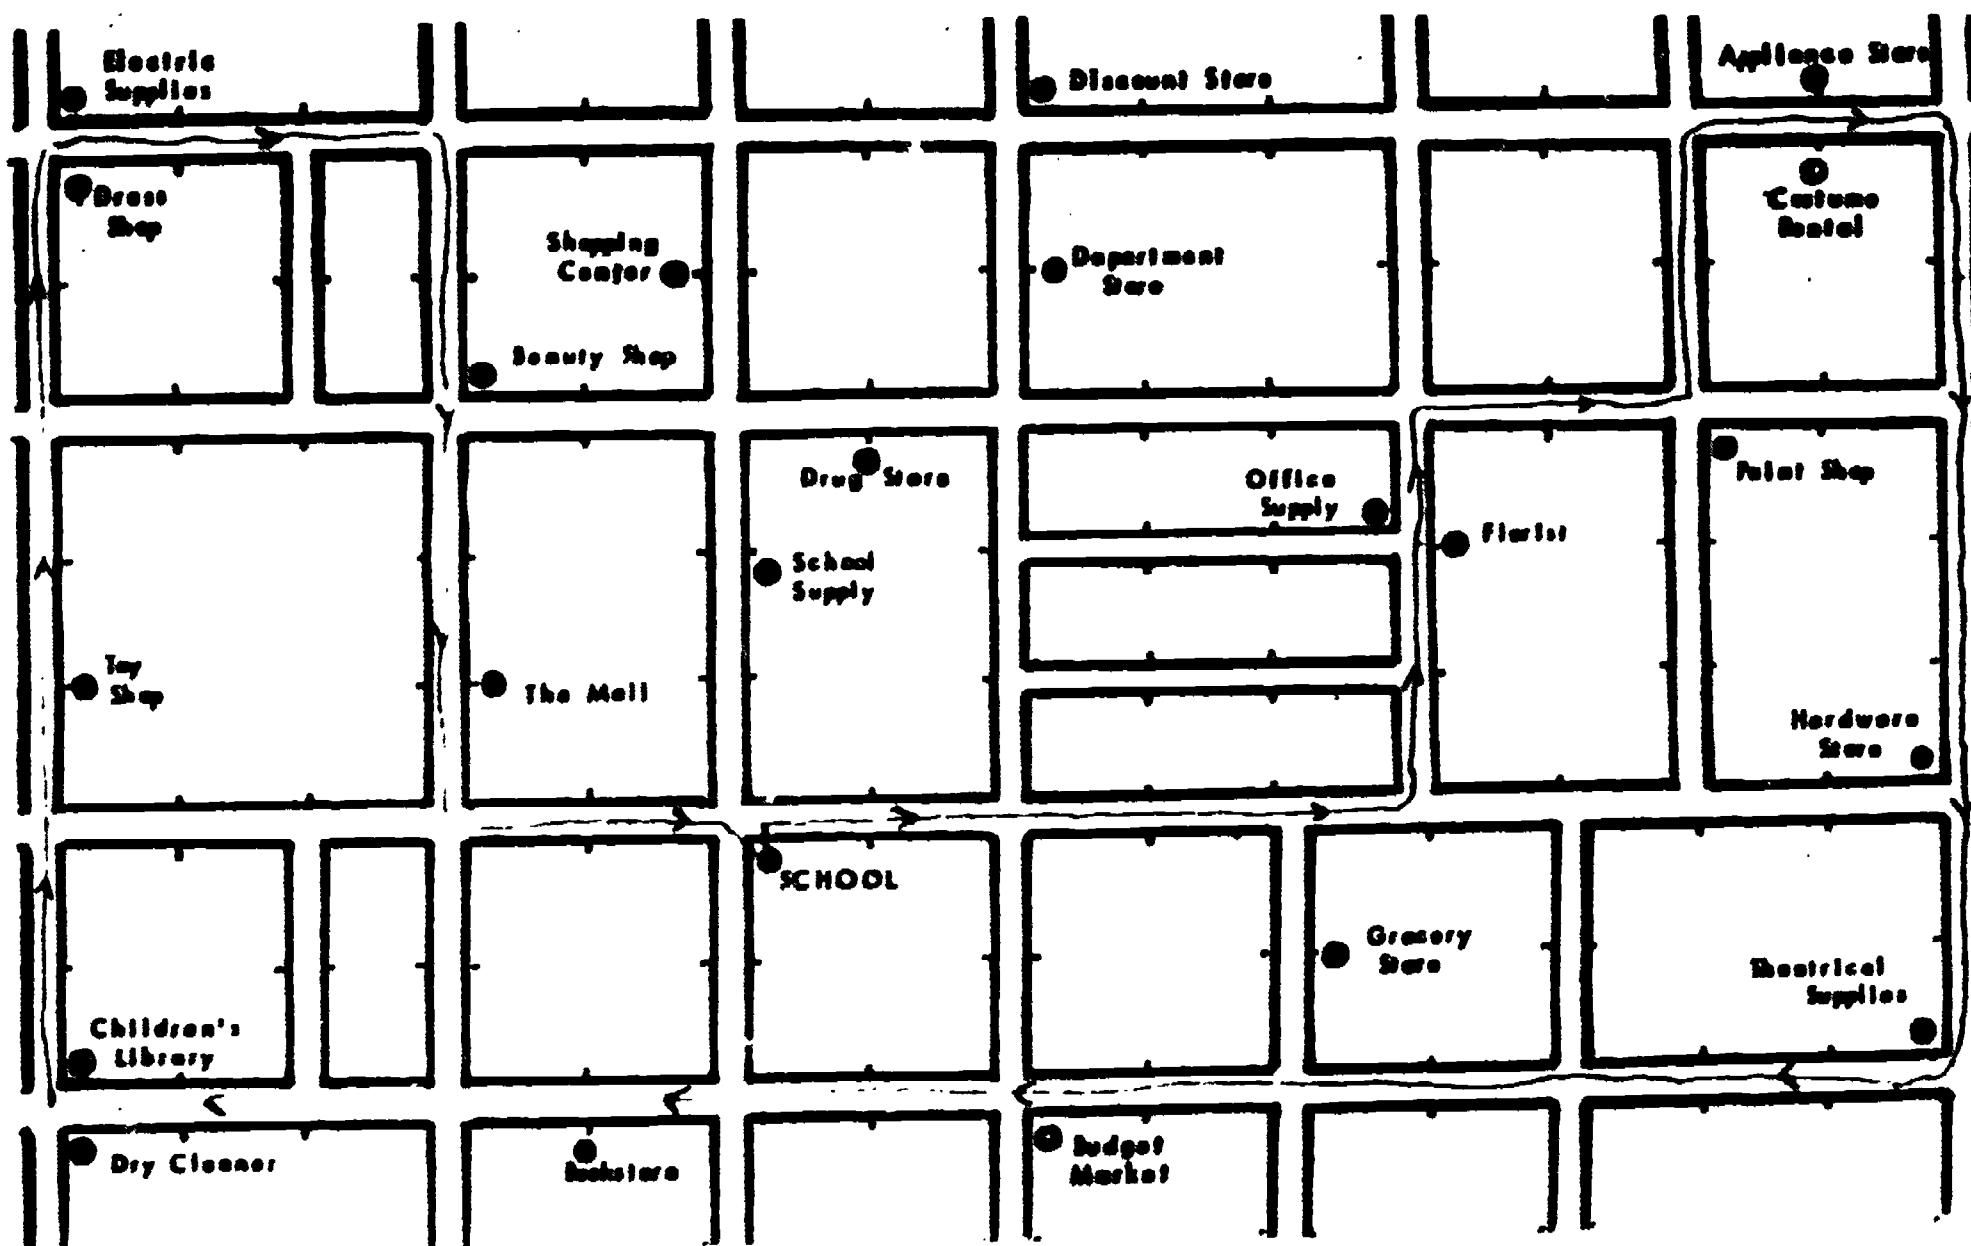 Electric
Supplies
Discount Store
Appliance Store
Dress
Shop
Costume
Rental
Shopping
Center
Department
Store
Beauty Shop
Drug Store
Office
Supply
Paint Shop
Florist
School
Supply
Toy
Shop
The Mall
Hardware
Store
SCHOOL
Grocery
Store
Theatrical
Supplies
Children's
Library
Dry Cleaner
Bookstore
Budget
Market